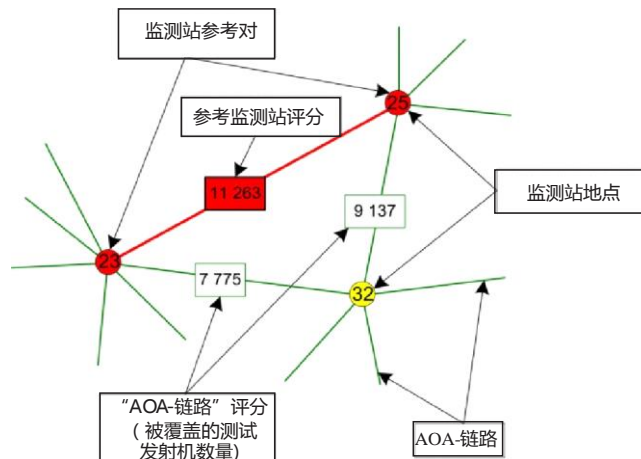 监测站参考对
25
参考监测站评分
11 263
监测站地点
9 137
23
7 775
32
“AOA-链路”评分
（被覆盖的测试
发射机数量)
AOA-链路